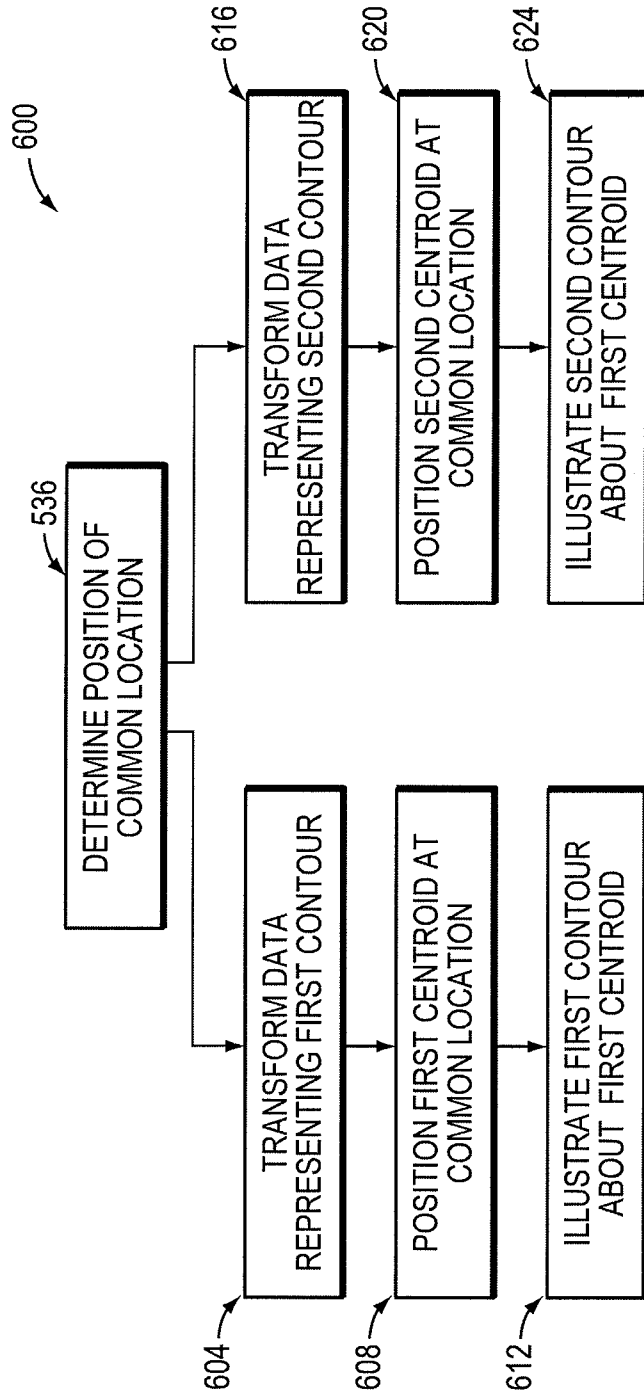 600
536
DETERMINE POSITION OF
COMMON LOCATION
604
TRANSFORM DATA
REPRESENTING FIRST CONTOUR
608
POSITION FIRST CENTROID AT
COMMON LOCATION
612
ILLUSTRATE FIRST CONTOUR
ABOUT FIRST CENTROID
616
TRANSFORM DATA
REPRESENTING SECOND CONTOUR
620
POSITION SECOND CENTROID AT
COMMON LOCATION
624
ILLUSTRATE SECOND CONTOUR
ABOUT FIRST CENTROID